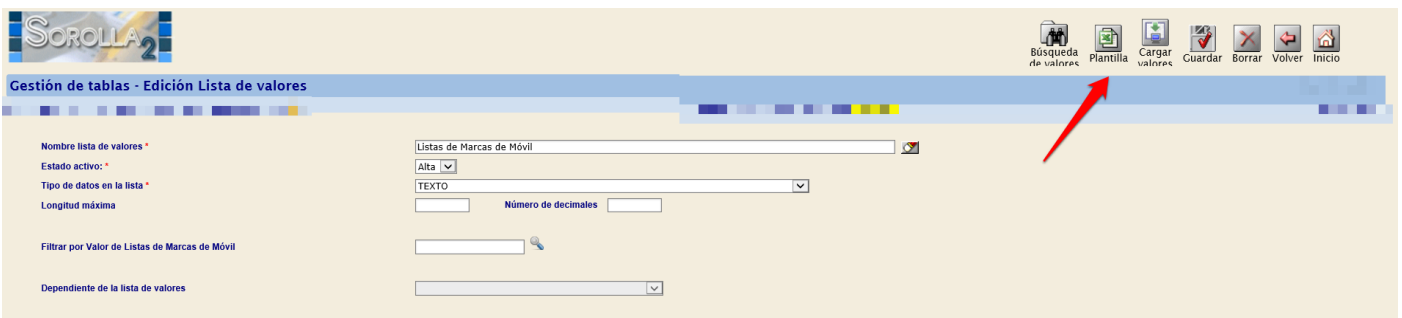 SOROLLA2
Búsqueda de valores
Plantilla
Cargar valores
Guardar
Borrar
Volver
Inicio
Gestión de tablas - Edición Lista de valores
Nombre lista de valores *
Listas de Marcas de Móvil
Estado activo: *
Alta
Tipo de datos en la lista *
TEXTO
Longitud máxima
Número de decimales
Filtrar por Valor de Listas de Marcas de Móvil
Dependiente de la lista de valores